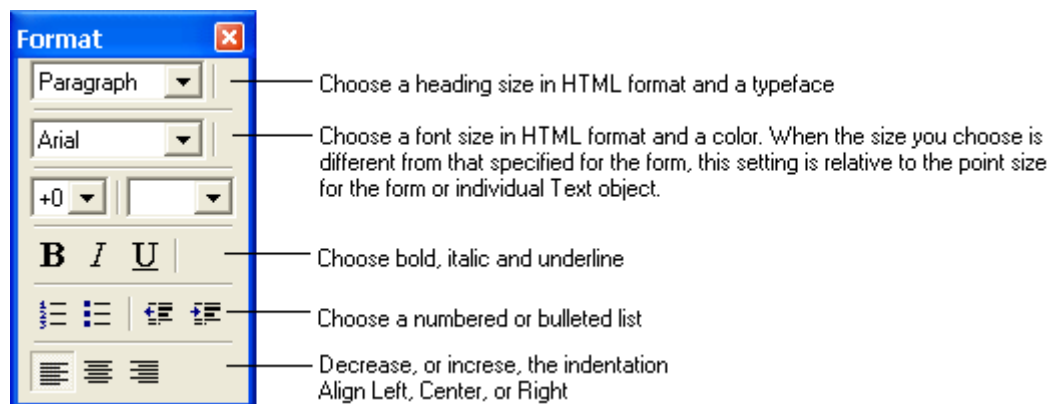 Format
Paragraph
Choose a heading size in HTML format and a typeface
Arial
Choose a font size in HTML format and a color. When the size you choose is
different from that specified for the form, this setting is relative to the point size
for the form or individual Text object.
+0
B I U
Choose bold, italic and underline
1
2
3
Choose a numbered or bulleted list
Decrease, or increse, the indentation
Align Left, Center, or Right